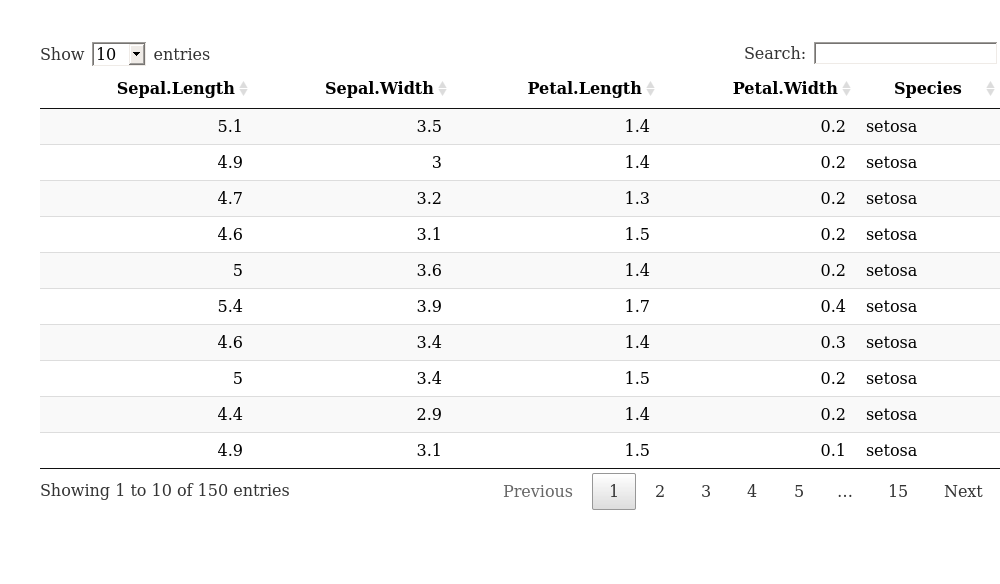 Show 10 entries Search:
Sepal.Length Sepal.Width Petal.Length Petal.Width Species
5.1 3.5 1.4 0.2 setosa
4.9 3 1.4 0.2 setosa
4.7 3.2 1.3 0.2 setosa
4.6 3.1 1.5 0.2 setosa
5 3.6 1.4 0.2 setosa
5.4 3.9 1.7 0.4 setosa
4.6 3.4 1.4 0.3 setosa
5 3.4 1.5 0.2 setosa
4.4 2.9 1.4 0.2 setosa
4.9 3.1 1.5 0.1 setosa
Showing 1 to 10 of 150 entries Previous 1 2 3 4 5 … 15 Next